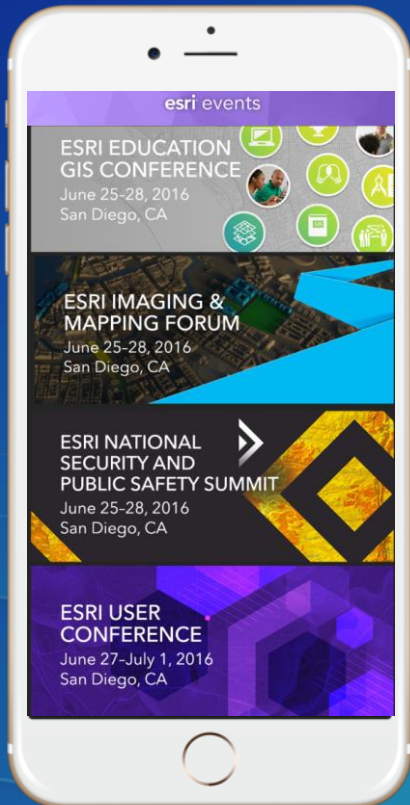 esri events
ESRI EDUCATION
GIS CONFERENCE
June 25-28, 2016
San Diego, CA
ESRI IMAGING &
MAPPING FORUM
June 25-28, 2016
San Diego, CA
ESRI NATIONAL
SECURITY AND
PUBLIC SAFETY SUMMIT
June 25-28, 2016
San Diego, CA
ESRI USER
CONFERENCE
June 27-July 1, 2016
San Diego, CA